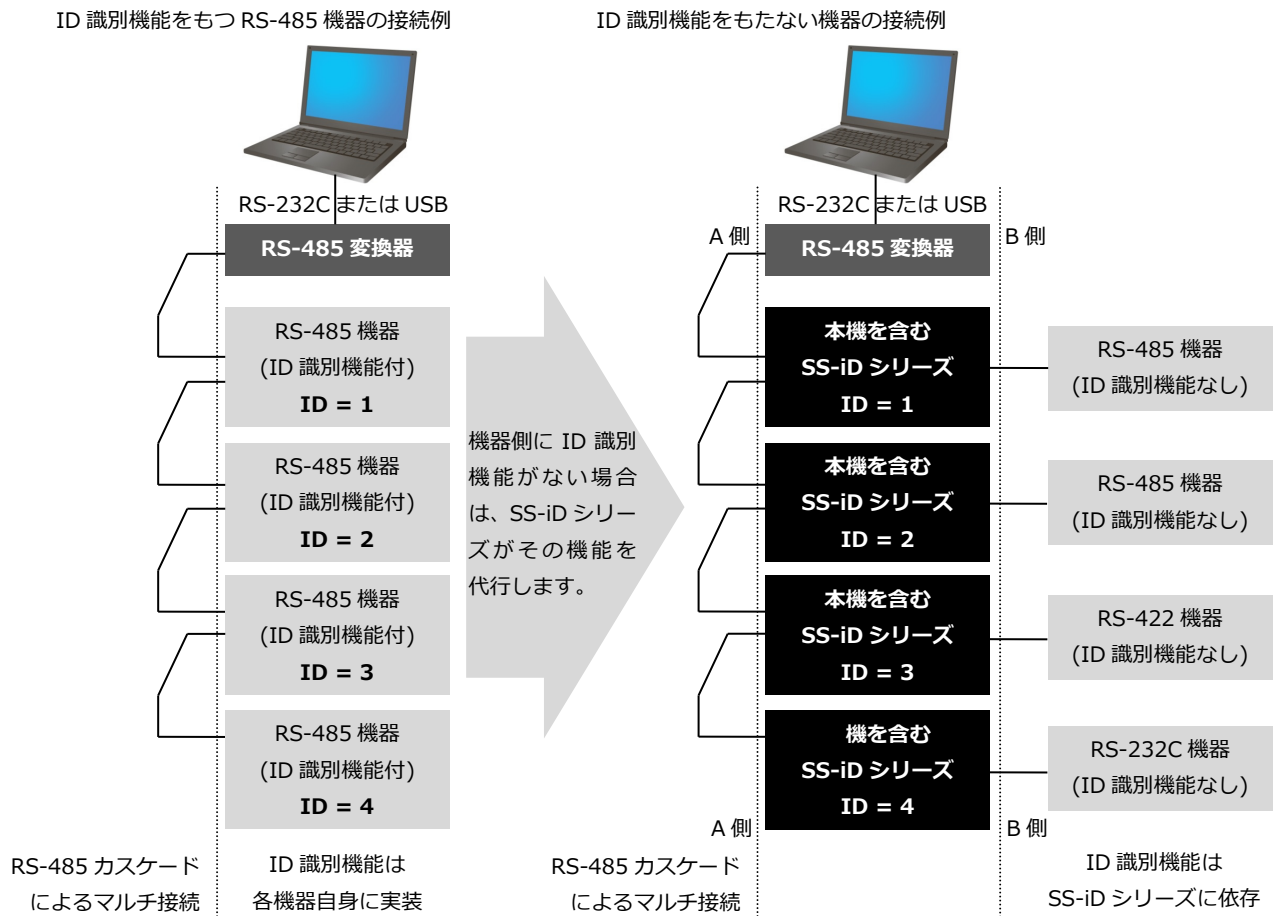 ID 識別機能をもつ RS-485 機器の接続例
RS-232C または USB
RS-485 変換器
RS-485 機器
(ID 識別機能付)
ID = 1
RS-485 機器
(ID 識別機能付)
ID = 2
RS-485 機器
(ID 識別機能付)
ID = 3
RS-485 機器
(ID 識別機能付)
ID = 4
RS-485 カスケード
によるマルチ接続
ID 識別機能は
各機器自身に実装
機器側に ID 識別
機能がない場合
は、SS-iD シリー
ズがその機能を
代行します。
ID 識別機能をもたない機器の接続例
RS-232C または USB
A 側
RS-485 変換器
B 側
本機を含む
SS-iD シリーズ
ID = 1
RS-485 機器
(ID 識別機能なし)
本機を含む
SS-iD シリーズ
ID = 2
RS-485 機器
(ID 識別機能なし)
本機を含む
SS-iD シリーズ
ID = 3
RS-422 機器
(ID 識別機能なし)
機を含む
SS-iD シリーズ
ID = 4
RS-232C 機器
(ID 識別機能なし)
A 側
B 側
RS-485 カスケード
によるマルチ接続
ID 識別機能は
SS-iD シリーズに依存